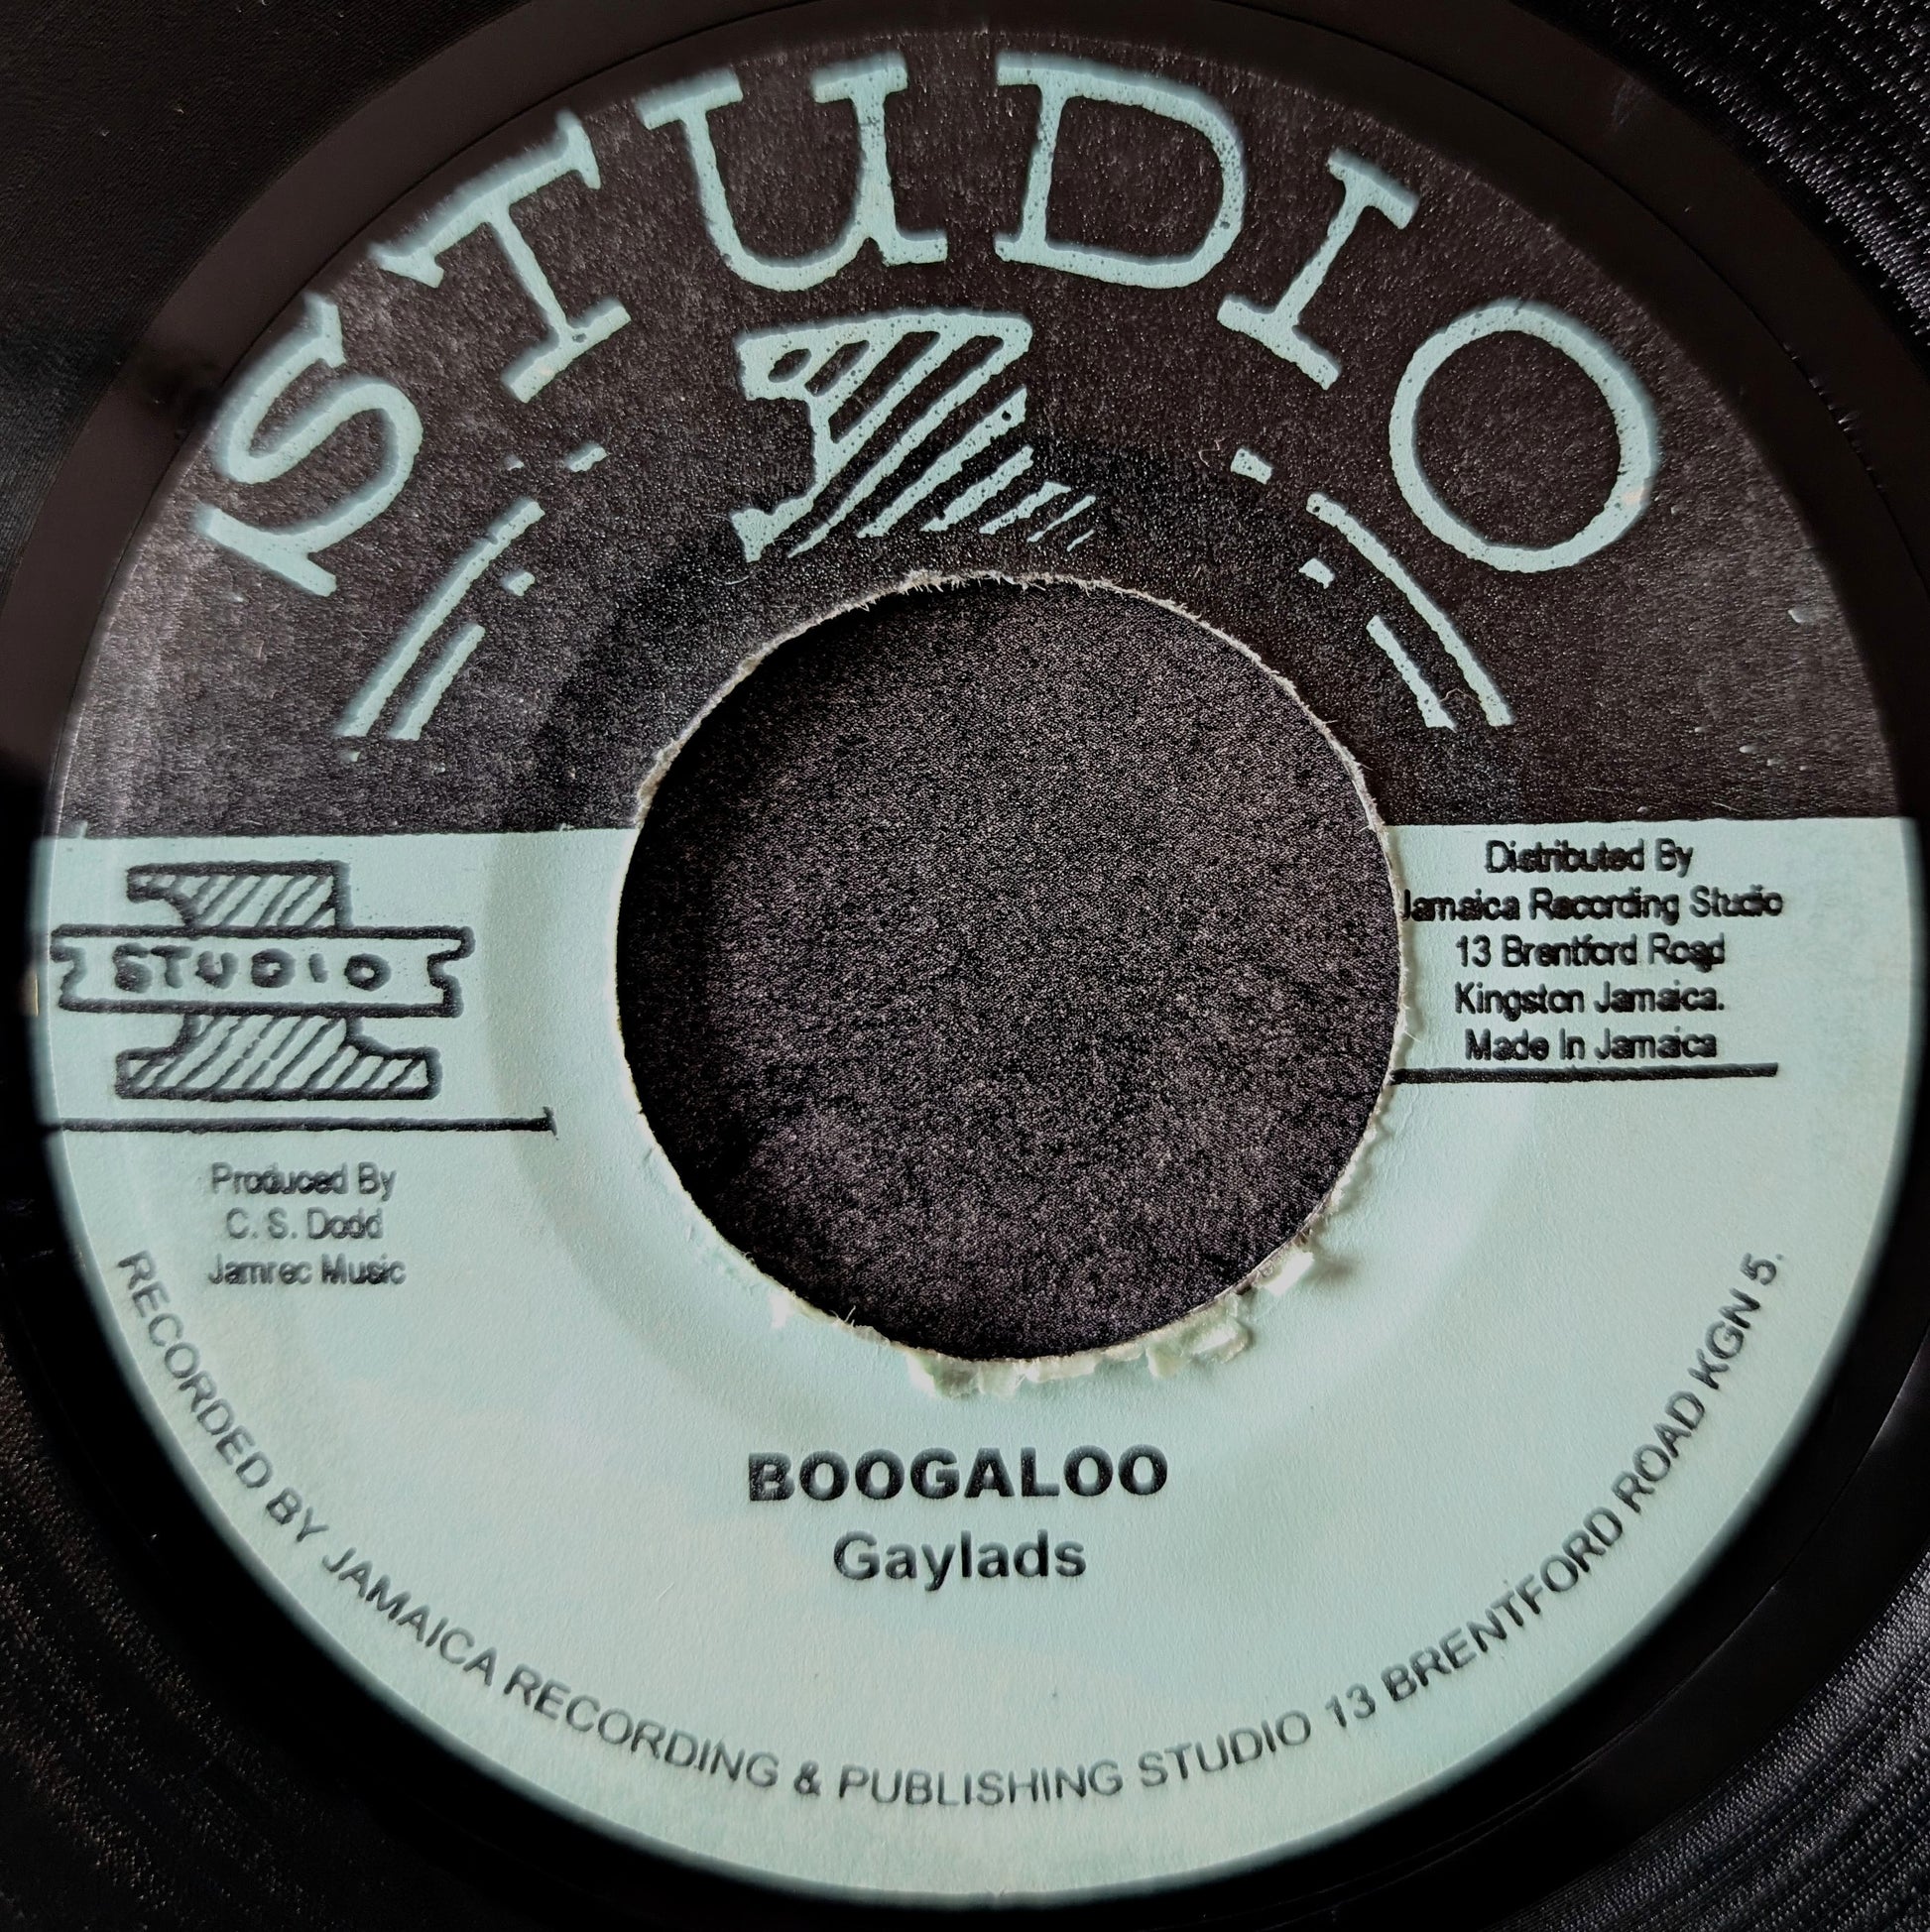 STUDIO
1
STUDIO
Distributed By
Jamaica Recording Studio
13 Brentford Road
Kingston Jamaica.
Made In Jamaica
Produced By
C. S. Dodd
Jamrec Music
BOOGALOO
Gaylads
RECORDED BY JAMAICA RECORDING & PUBLISHING STUDIO 13 BRENTFORD ROAD KGN 5.